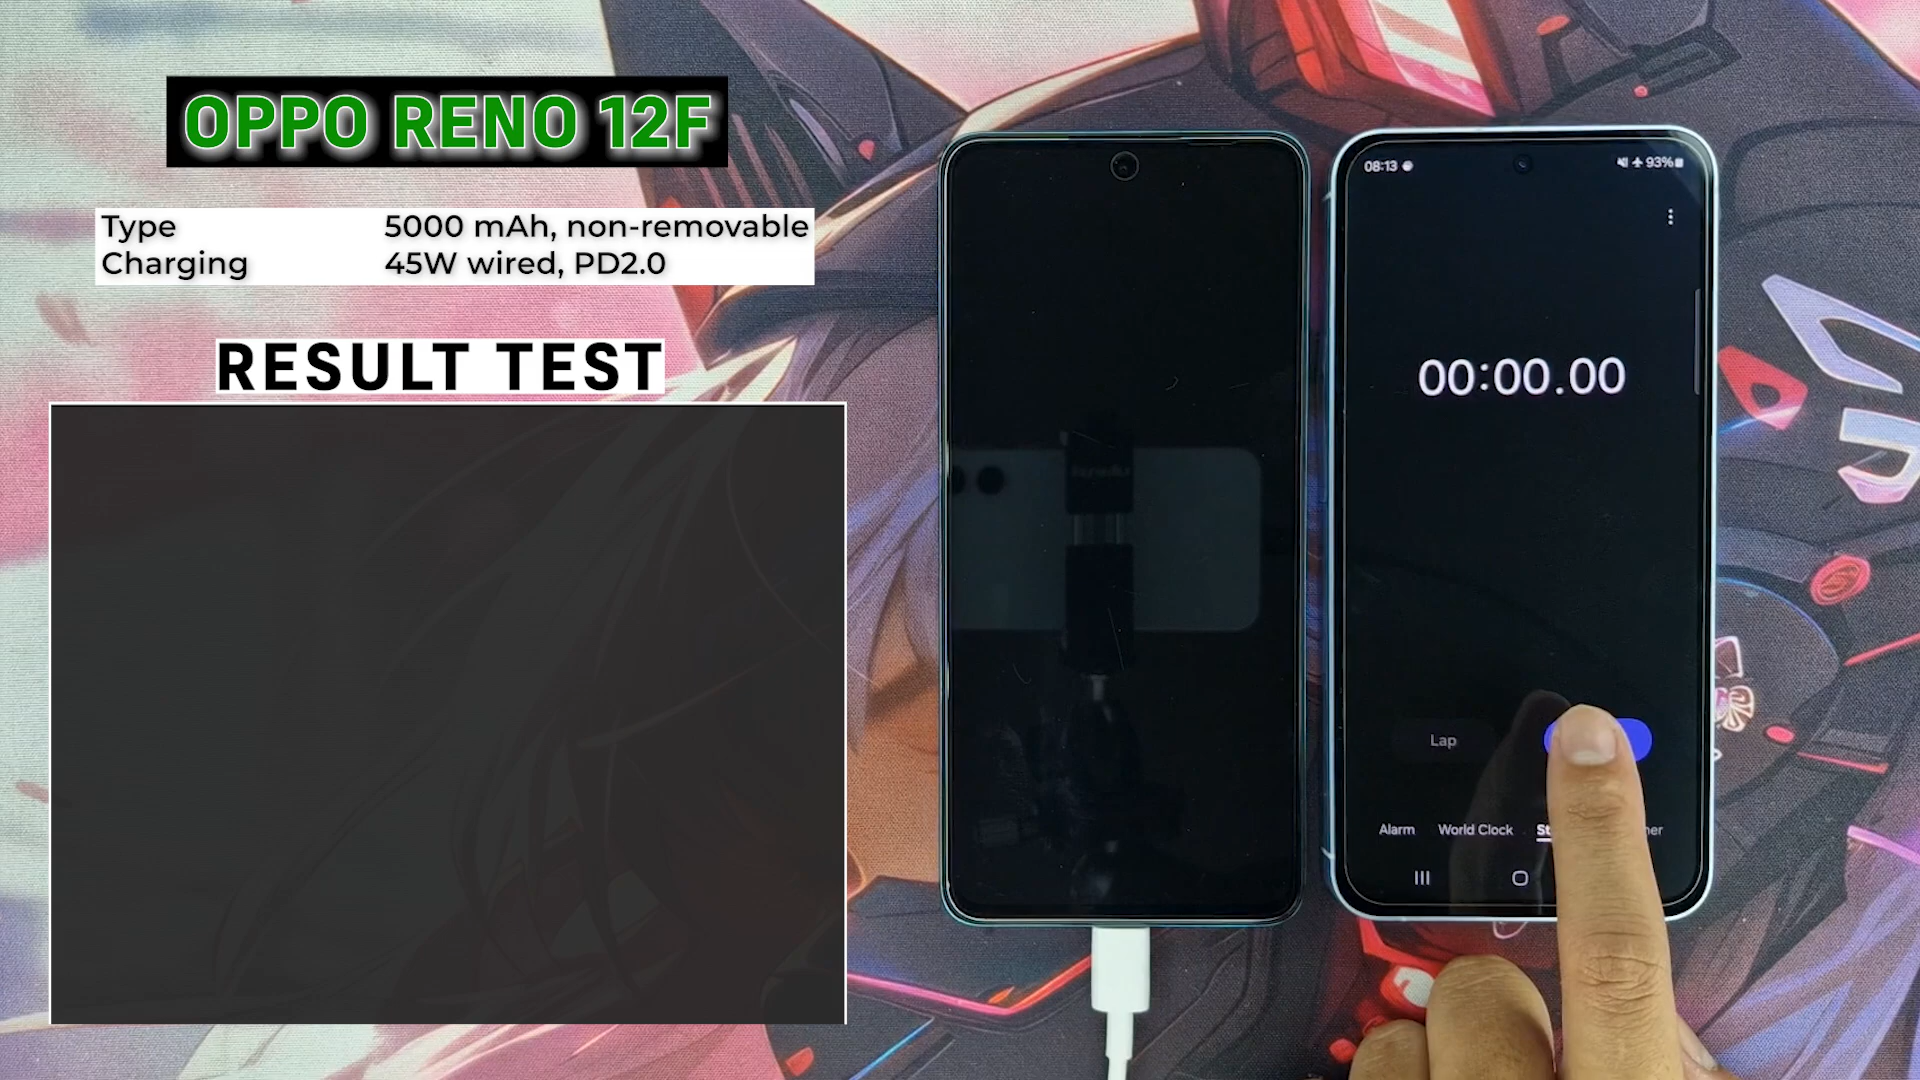 OPPO RENO 12F
Type 5000 mAh, non-removable
Charging 45W wired, PD2.0
RESULT TEST
08:13
93%
00:00.00
Lap
Alarm World Clock